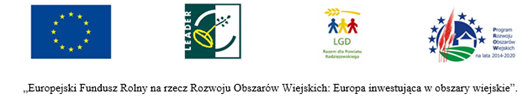 LEADER
LGD
Razem dla Powiatu
Radziejowskiego
Program
Rozwoju
Obszarów
Wiejskich
na lata 2014-2020
„Europejski Fundusz Rolny na rzecz Rozwoju Obszarów Wiejskich: Europa inwestująca w obszary wiejskie”.